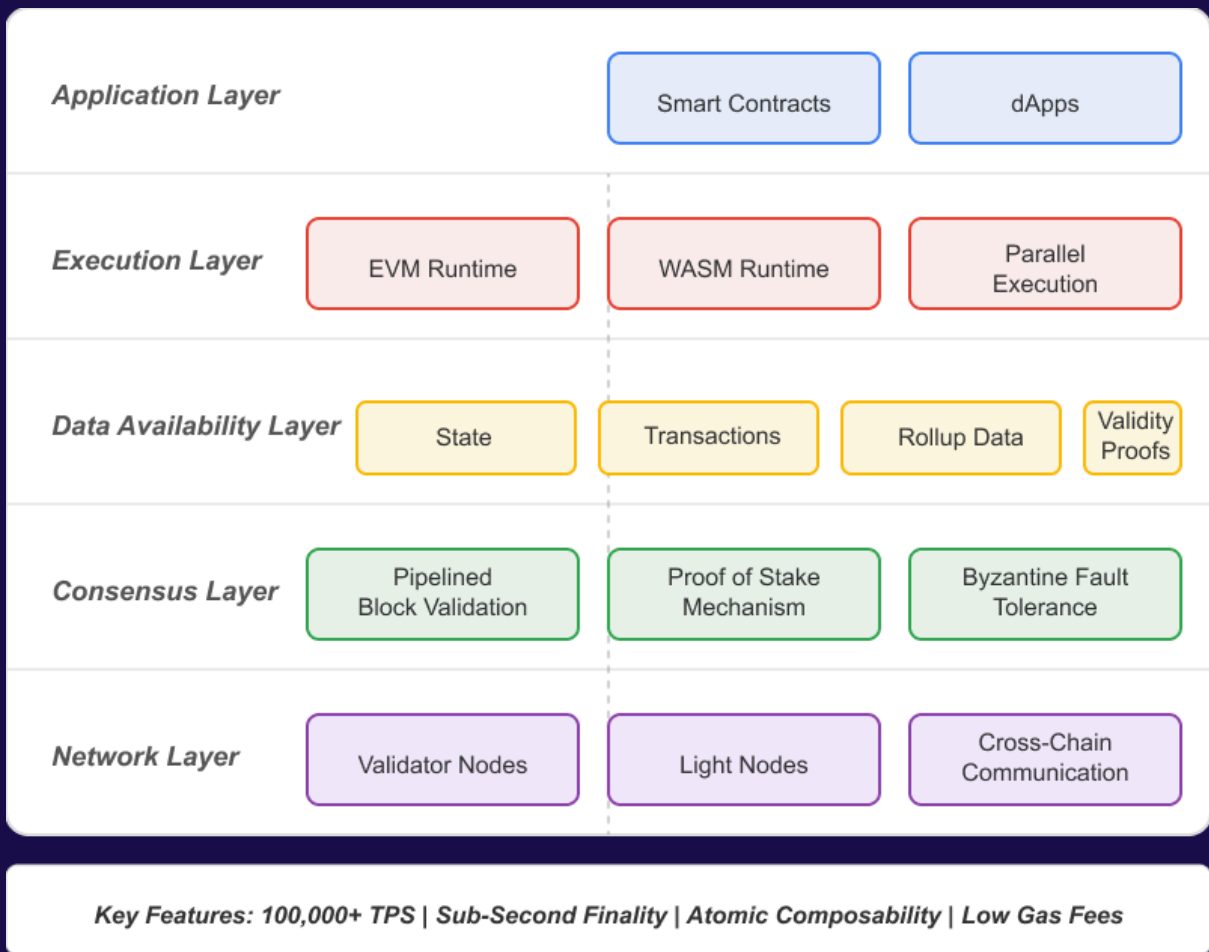 Application Layer
Smart Contracts
dApps
Execution Layer
EVM Runtime
WASM Runtime
Parallel
Execution
Data Availability Layer
State
Transactions
Rollup Data
Validity
Proofs
Consensus Layer
Pipelined
Block Validation
Proof of Stake
Mechanism
Byzantine Fault
Tolerance
Network Layer
Validator Nodes
Light Nodes
Cross-Chain
Communication
Key Features: 100,000+ TPS | Sub-Second Finality | Atomic Composability | Low Gas Fees